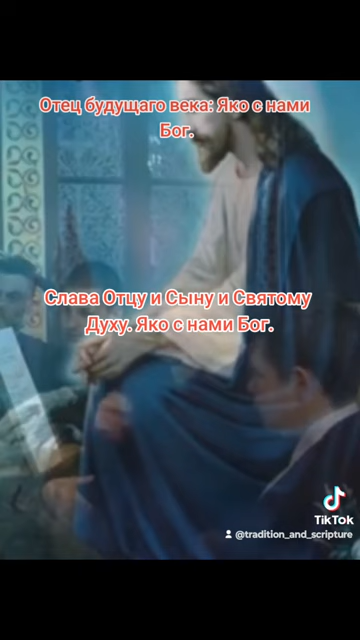 Отец будущаго века: Яко с нами
Бог.
Слава Отцу и Сыну и Святому
Духу. Яко с нами Бог.
TikTok
@tradition_and_scripture